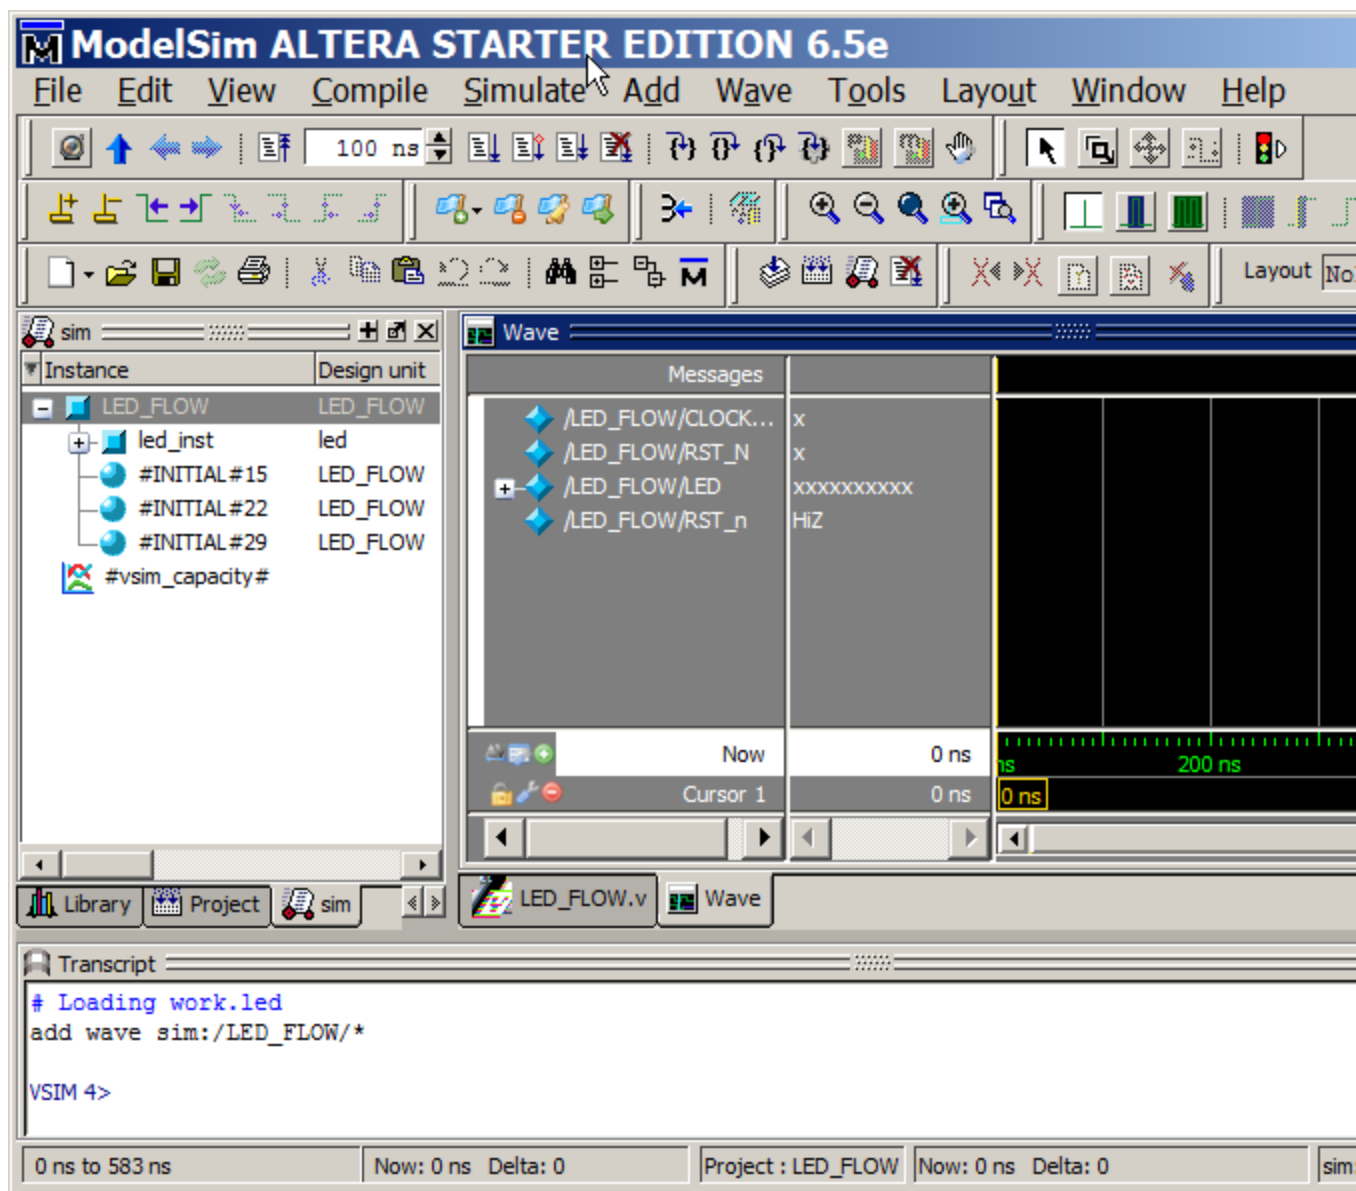 ModelSim ALTERA STARTER EDITION 6.5e
File Edit View Compile Simulate Add Wave Tools Layout Window Help
100 ns
Layout No
sim
Instance Design unit
LED_FLOW LED_FLOW
led_inst led
#INITIAL#15 LED_FLOW
#INITIAL#22 LED_FLOW
#INITIAL#29 LED_FLOW
#vsim_capacity#
Library Project sim
Wave
Messages
/LED_FLOW/CLOCK... x
/LED_FLOW/RST_N x
/LED_FLOW/LED xxxxxxxxxx
/LED_FLOW/RST_n HiZ
Now 0 ns
ns 200 ns
Cursor 1 0 ns 0 ns
LED_FLOW.v Wave
Transcript
# Loading work.led
add wave sim:/LED_FLOW/*
VSIM 4>
0 ns to 583 ns Now: 0 ns Delta: 0 Project : LED_FLOW Now: 0 ns Delta: 0 sim: